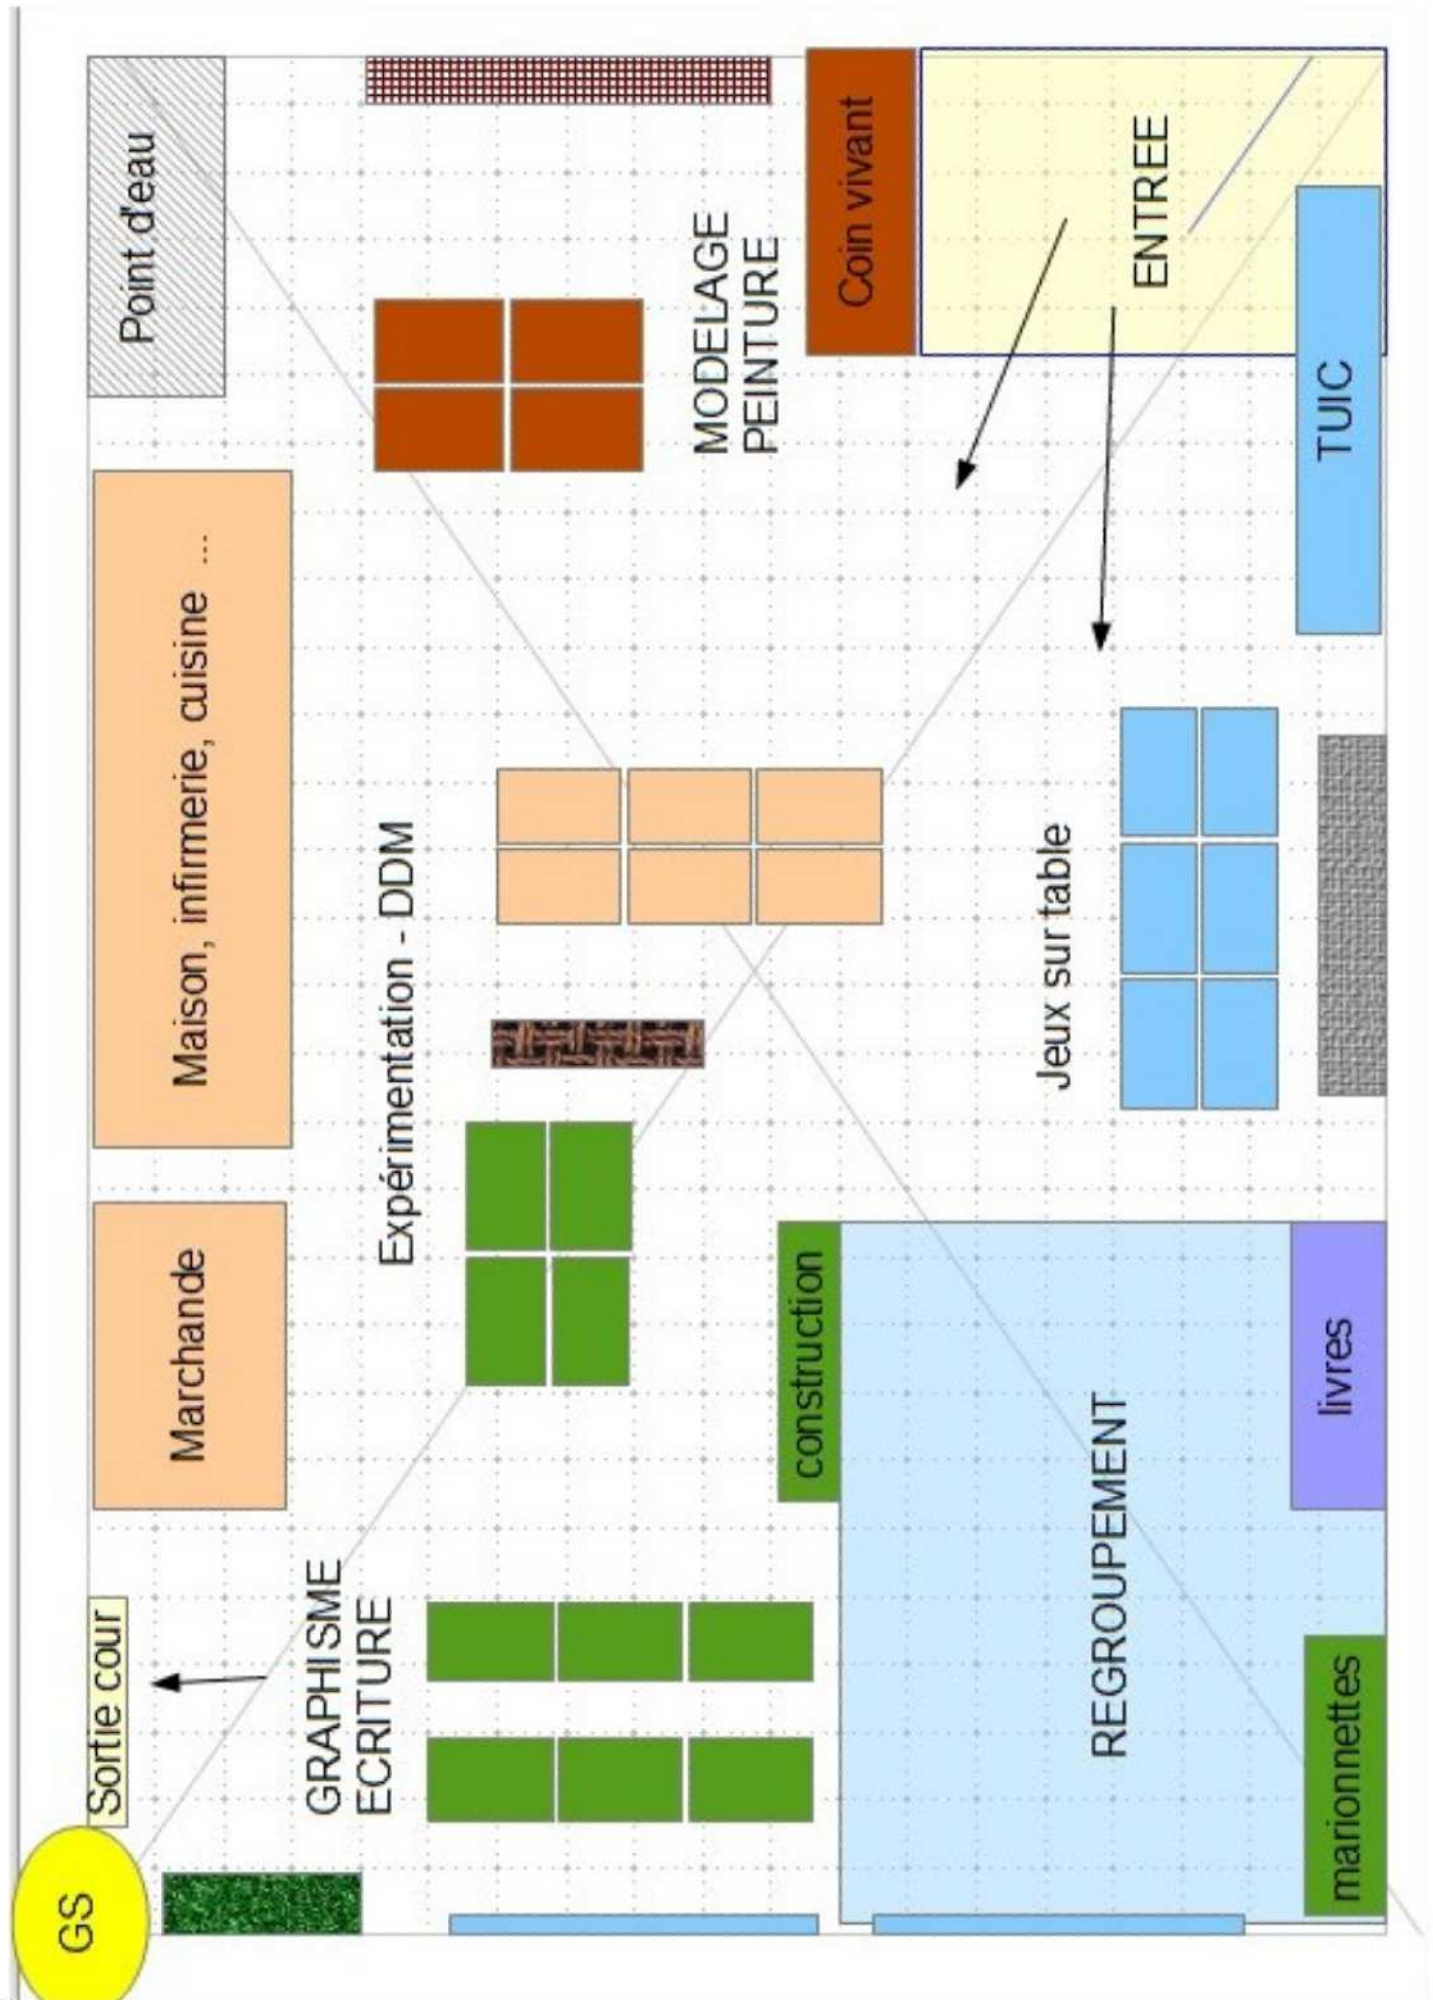 GS
Sortie cour
Marchande
Maison, infirmerie, cuisine ...
Point d'eau
GRAPHISME
ECRITURE
Expérimentation - DDM
MODELAGE
PEINTURE
construction
Coin vivant
REGROUPEMENT
Jeux sur table
ENTREE
marionnettes
livres
TUIC